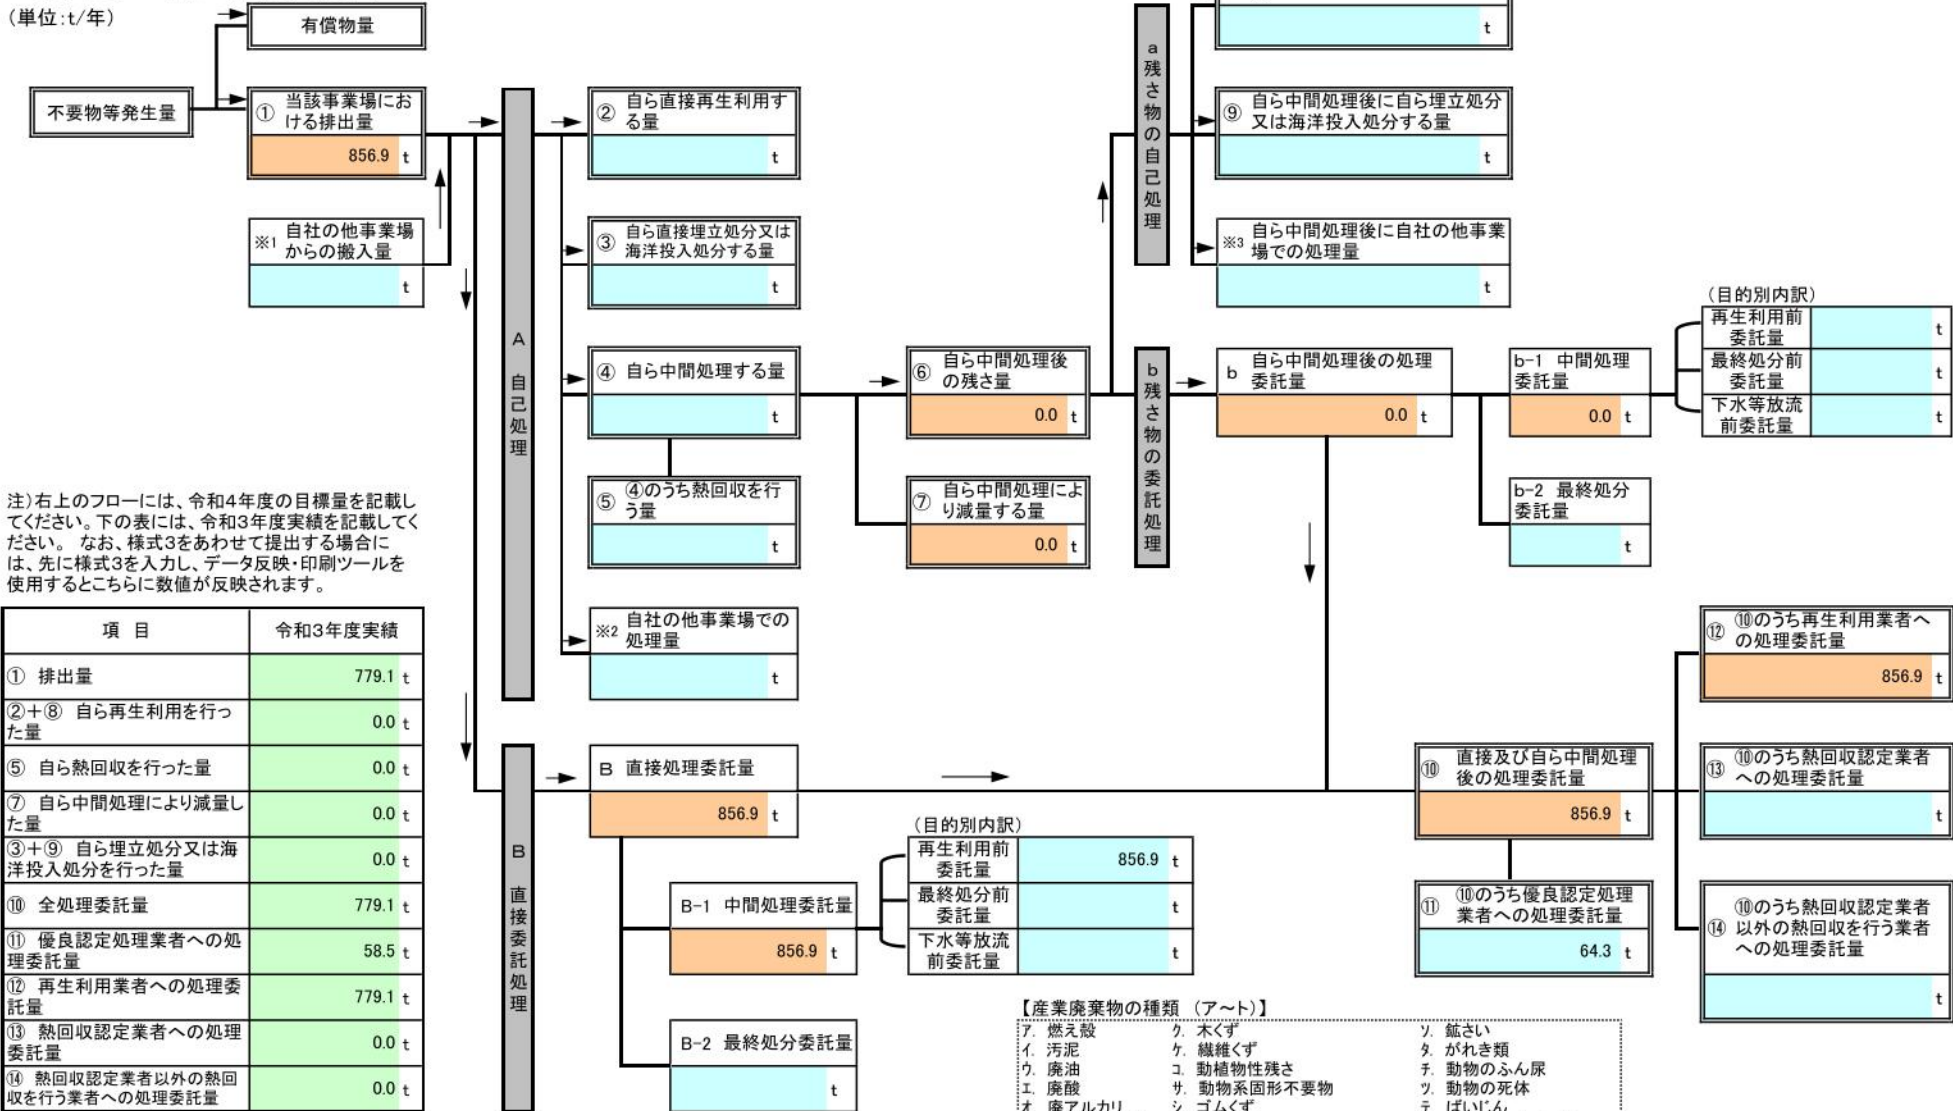 (単位:t/年)
有償物量
不要物等発生量
① 当該事業場にお
ける排出量
856.9 t
※1 自社の他事業場
からの搬入量
t
A 自己処理
② 自ら直接再生利用す
る量
t
③ 自ら直接埋立処分又は
海洋投入処分する量
t
④ 自ら中間処理する量
t
⑤ ④のうち熱回収を行
う量
t
※2 自社の他事業場での
処理量
t
⑥ 自ら中間処理後
の残さ量
0.0 t
⑦ 自ら中間処理によ
り減量する量
0.0 t
a 残さ物の自己処理
t
⑨ 自ら中間処理後に自ら埋立処分
又は海洋投入処分する量
t
※3 自ら中間処理後に自社の他事業
場での処理量
t
b 残さ物の委託処理
b 自ら中間処理後の処理
委託量
0.0 t
b-1 中間処理
委託量
0.0 t
(目的別内訳)
再生利用前
委託量
t
最終処分前
委託量
t
下水等放流
前委託量
t
b-2 最終処分
委託量
t
注)右上のフローには、令和4年度の目標量を記載し
てください。下の表には、令和3年度実績を記載してく
ださい。 なお、様式3をあわせて提出する場合に
は、先に様式3を入力し、データ反映・印刷ツールを
使用するとこちらに数値が反映されます。
項 目 令和3年度実績
① 排出量 779.1 t
②+⑧ 自ら再生利用を行っ
た量 0.0 t
⑤ 自ら熱回収を行った量 0.0 t
⑦ 自ら中間処理により減量し
た量 0.0 t
③+⑨ 自ら埋立処分又は海
洋投入処分を行った量 0.0 t
⑩ 全処理委託量 779.1 t
⑪ 優良認定処理業者への処
理委託量 58.5 t
⑫ 再生利用業者への処理委
託量 779.1 t
⑬ 熱回収認定業者への処理
委託量 0.0 t
⑭ 熱回収認定業者以外の熱回
収を行う業者への処理委託量 0.0 t
B 直接委託処理
B 直接処理委託量
856.9 t
B-1 中間処理委託量
856.9 t
B-2 最終処分委託量
t
(目的別内訳)
再生利用前
委託量
856.9 t
最終処分前
委託量
t
下水等放流
前委託量
t
⑩ 直接及び自ら中間処理
後の処理委託量
856.9 t
⑪ ⑩のうち優良認定処理
業者への処理委託量
64.3 t
⑫ ⑩のうち再生利用業者へ
の処理委託量
856.9 t
⑬ ⑩のうち熱回収認定業者
への処理委託量
t
⑭ ⑩のうち熱回収認定業者
以外の熱回収を行う業者
への処理委託量
t
【産業廃棄物の種類 (ア~ト)】
ア. 燃え殻 ク. 木くず ソ. 鉱さい
イ. 汚泥 ケ. 繊維くず タ. がれき類
ウ. 廃油 コ. 動植物性残さ チ. 動物のふん尿
エ. 廃酸 サ. 動物系固形不要物 ツ. 動物の死体
オ. 廃アルカリ シ. ゴムくず テ. ばいじん